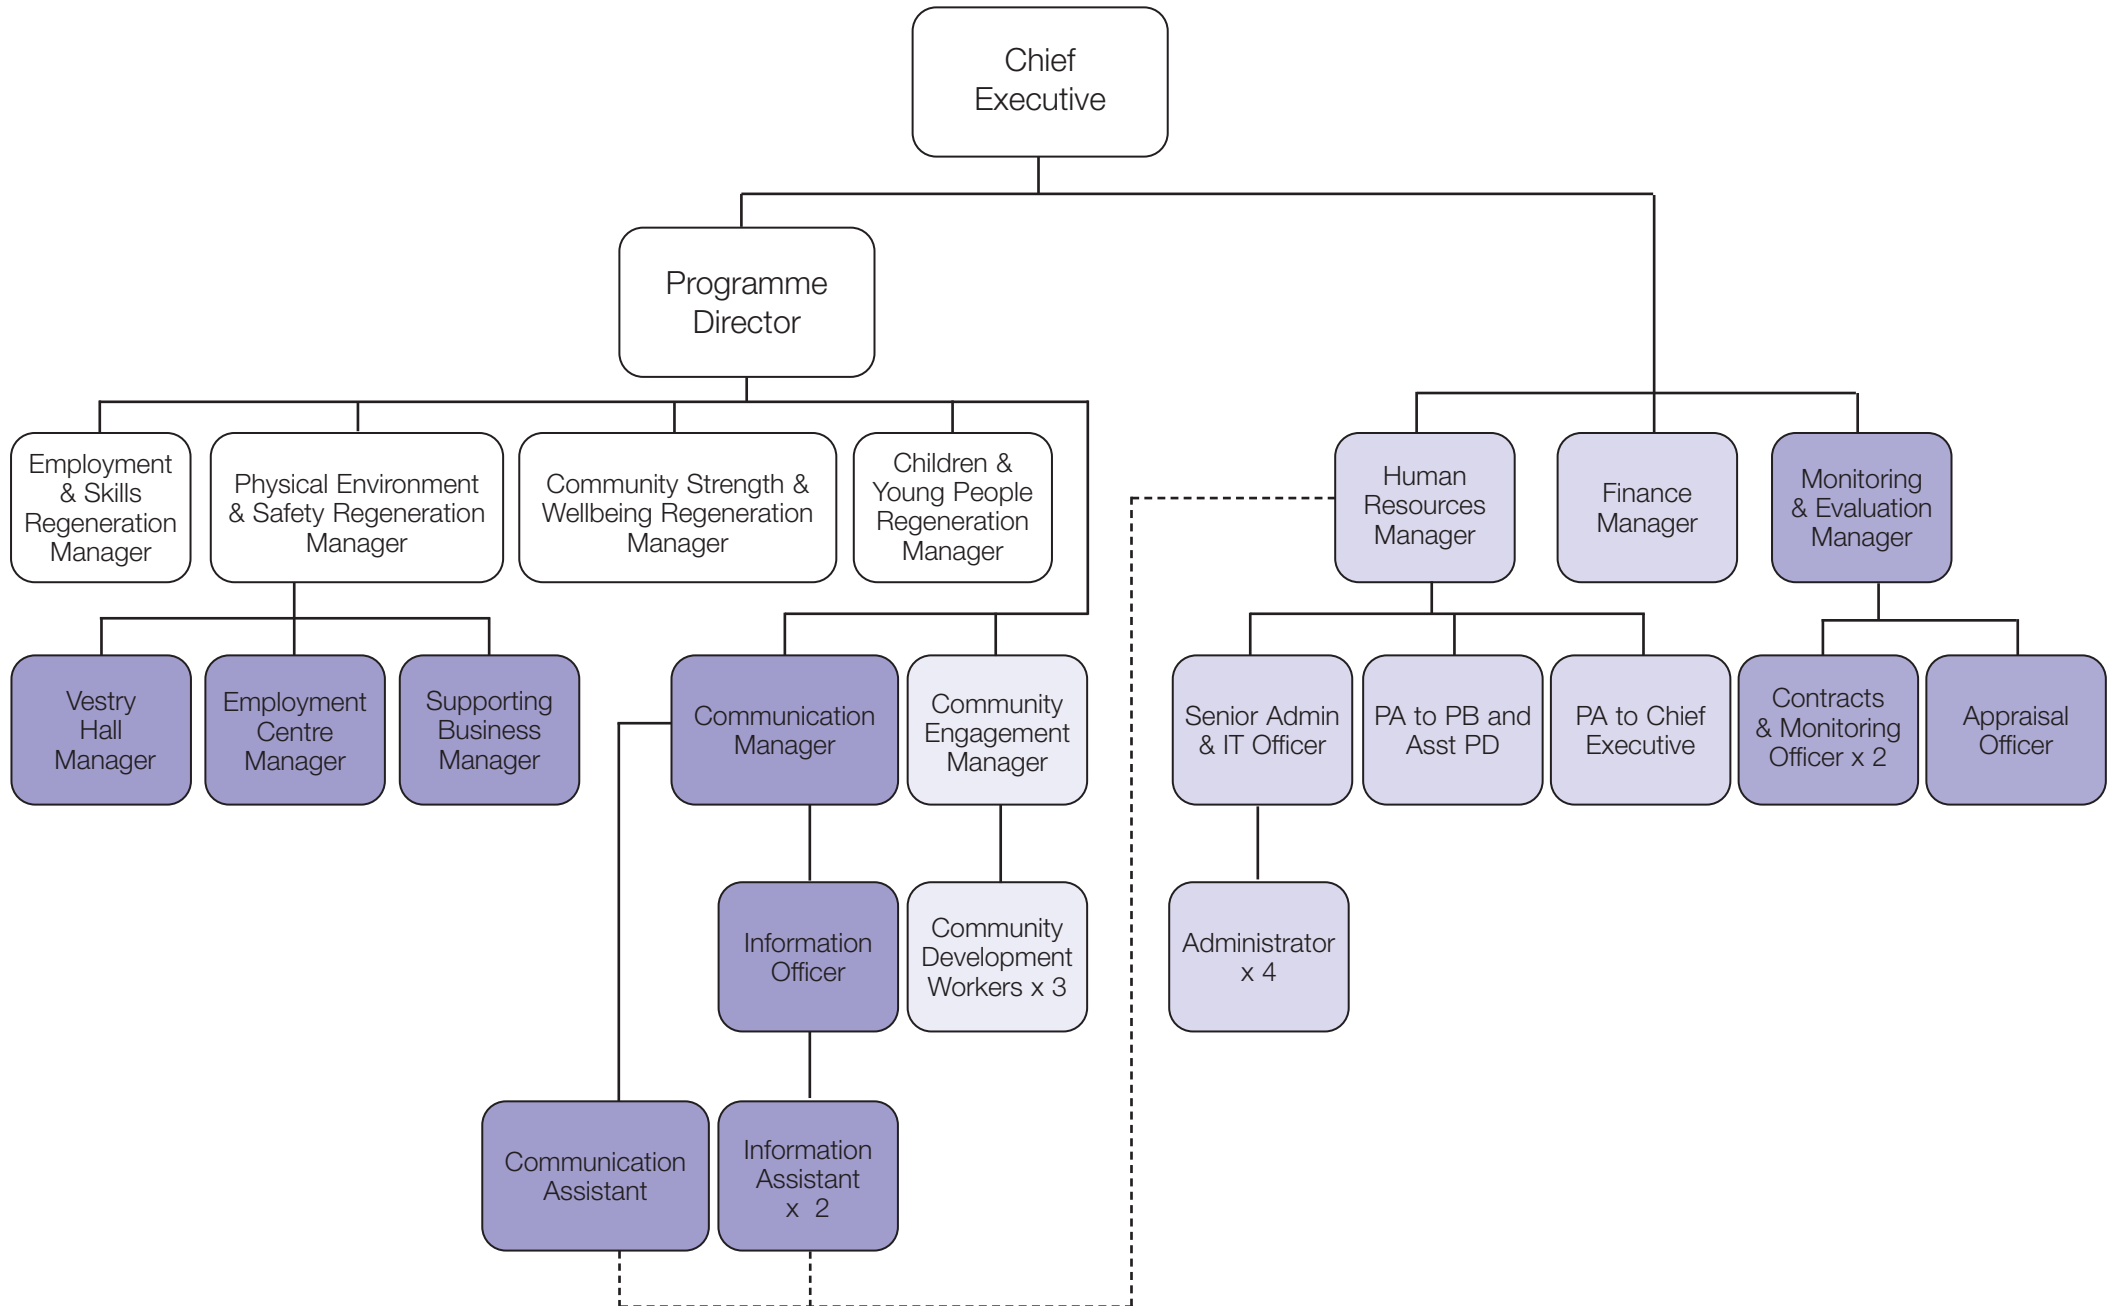 Chief
Executive
Programme
Director
Employment
& Skills
Regeneration
Manager
Physical Environment
& Safety Regeneration
Manager
Community Strength &
Wellbeing Regeneration
Manager
Children &
Young People
Regeneration
Manager
Human
Resources
Manager
Finance
Manager
Monitoring
& Evaluation
Manager
Vestry
Hall
Manager
Employment
Centre
Manager
Supporting
Business
Manager
Communication
Manager
Community
Engagement
Manager
Senior Admin
& IT Officer
PA to PB and
Asst PD
PA to Chief
Executive
Contracts
& Monitoring
Officer x 2
Appraisal
Officer
Information
Officer
Community
Development
Workers x 3
Administrator
x 4
Communication
Assistant
Information
Assistant
x 2